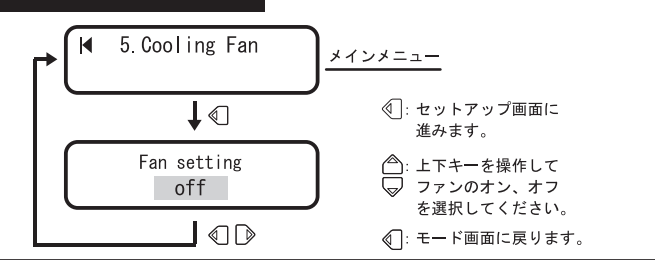 5.Cooling Fan
メインメニュー
Fan setting
off
: セットアップ画面に
進みます。
: 上下キーを操作して
ファンのオン、オフ
を選択してください。
: モード画面に戻ります。